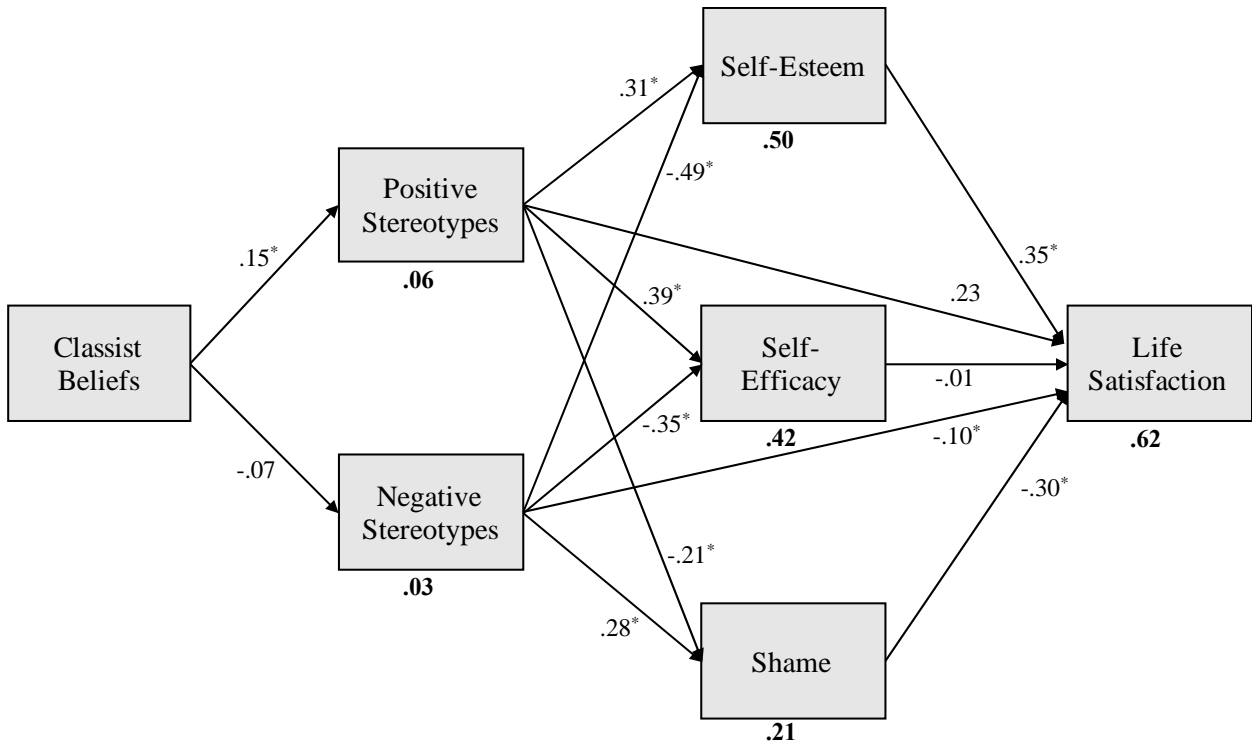 Self-Esteem
.50
.31*
-.49*
Positive
Stereotypes
.06
.15*
.35*
.23
.39*
Classist
Beliefs
Self-
Efficacy
.42
-.01
Life
Satisfaction
.62
-.35*
-.10*
-.07
Negative
Stereotypes
.03
-.30*
-.21*
.28*
Shame
.21